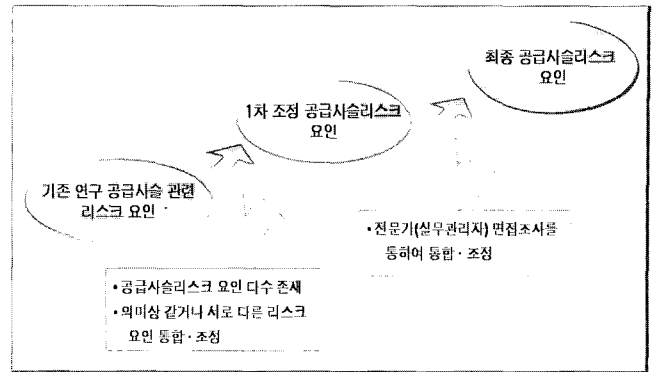 최종 공급사슬리스크
요인
1차 조정 공급사슬리스크
요인
기존 연구 공급사슬 관련
리스크 요인
• 전문가(실무관리자) 면접조사를
통하여 통합 · 조정
• 공급사슬리스크 요인 다수 존재
• 의미상 같거나 서로 다른 리스크
요인 통합 · 조정